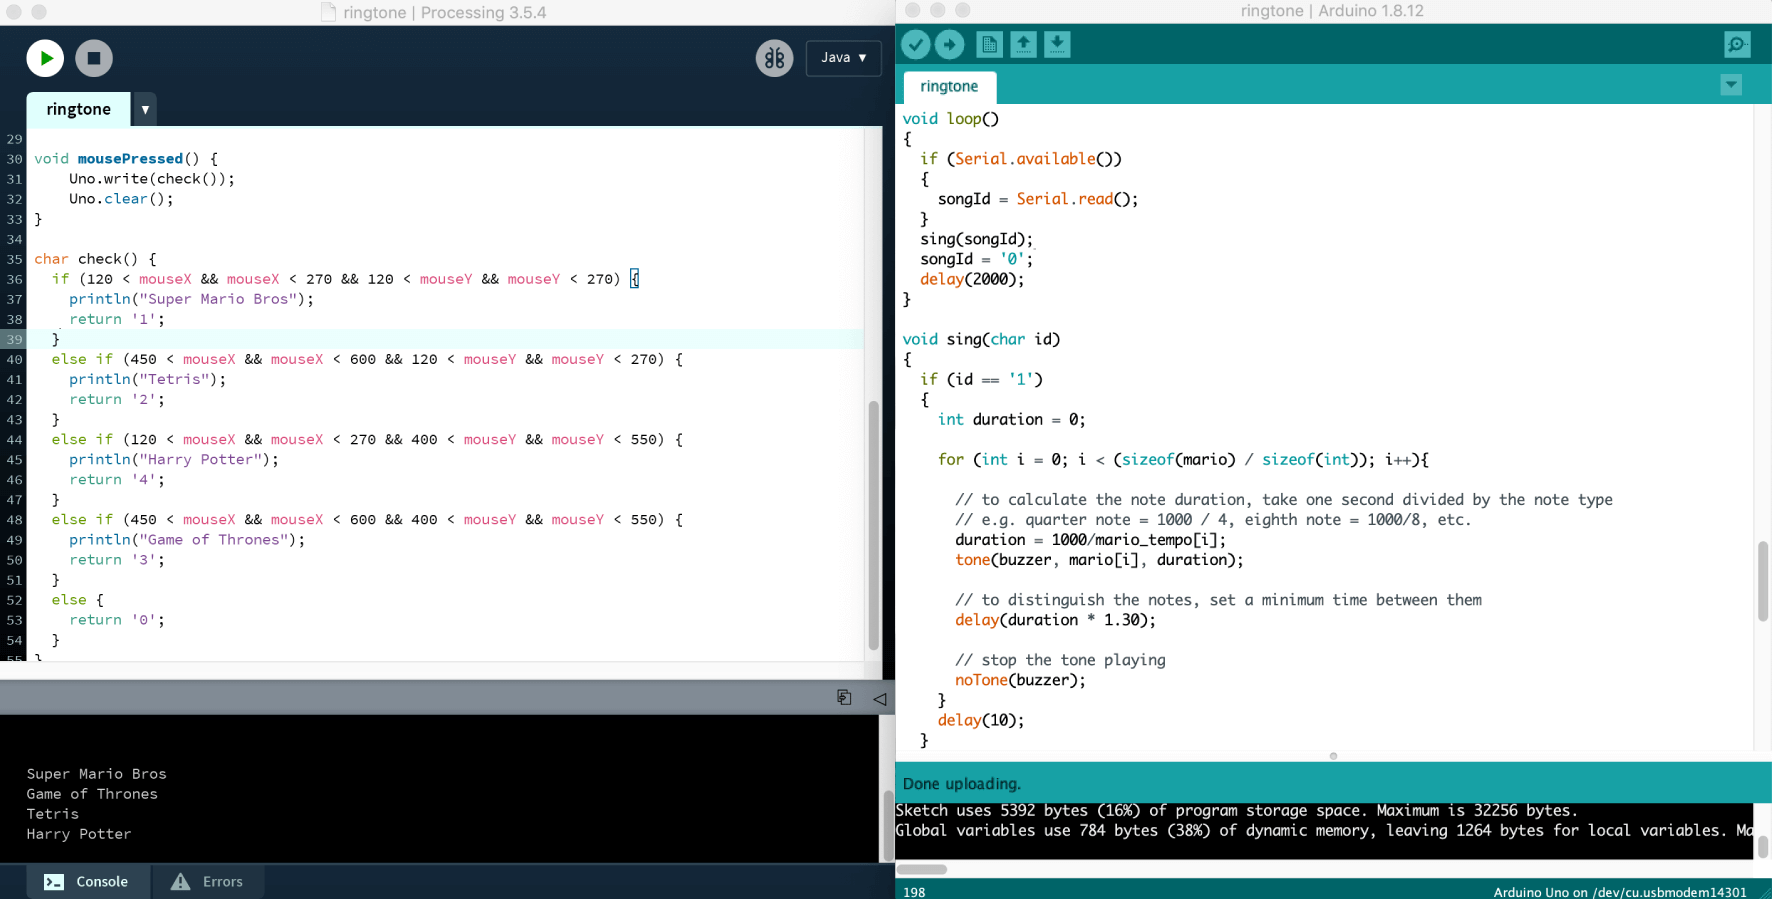 ringtone | Processing 3.5.4
Java ▼
ringtone ▼
29
30 void mousePressed() {
31     Uno.write(check());
32     Uno.clear();
33 }
34
35 char check() {
36   if (120 < mouseX && mouseX < 270 && 120 < mouseY && mouseY < 270) {
37     println("Super Mario Bros");
38     return '1';
39   }
40   else if (450 < mouseX && mouseX < 600 && 120 < mouseY && mouseY < 270) {
41     println("Tetris");
42     return '2';
43   }
44   else if (120 < mouseX && mouseX < 270 && 400 < mouseY && mouseY < 550) {
45     println("Harry Potter");
46     return '4';
47   }
48   else if (450 < mouseX && mouseX < 600 && 400 < mouseY && mouseY < 550) {
49     println("Game of Thrones");
50     return '3';
51   }
52   else {
53     return '0';
54   }
55 }
Super Mario Bros
Game of Thrones
Tetris
Harry Potter
Console
Errors
ringtone | Arduino 1.8.12
ringtone
void loop()
{
  if (Serial.available())
  {
    songId = Serial.read();
  }
  sing(songId);
  songId = '0';
  delay(2000);
}

void sing(char id)
{
  if (id == '1')
  {
    int duration = 0;

    for (int i = 0; i < (sizeof(mario) / sizeof(int)); i++){

      // to calculate the note duration, take one second divided by the note type
      // e.g. quarter note = 1000 / 4, eighth note = 1000/8, etc.
      duration = 1000/mario_tempo[i];
      tone(buzzer, mario[i], duration);

      // to distinguish the notes, set a minimum time between them
      delay(duration * 1.30);

      // stop the tone playing
      noTone(buzzer);
    }
    delay(10);
  }
Done uploading.
Sketch uses 5392 bytes (16%) of program storage space. Maximum is 32256 bytes.
Global variables use 784 bytes (38%) of dynamic memory, leaving 1264 bytes for local variables. Ma
198
Arduino Uno on /dev/cu.usbmodem14301